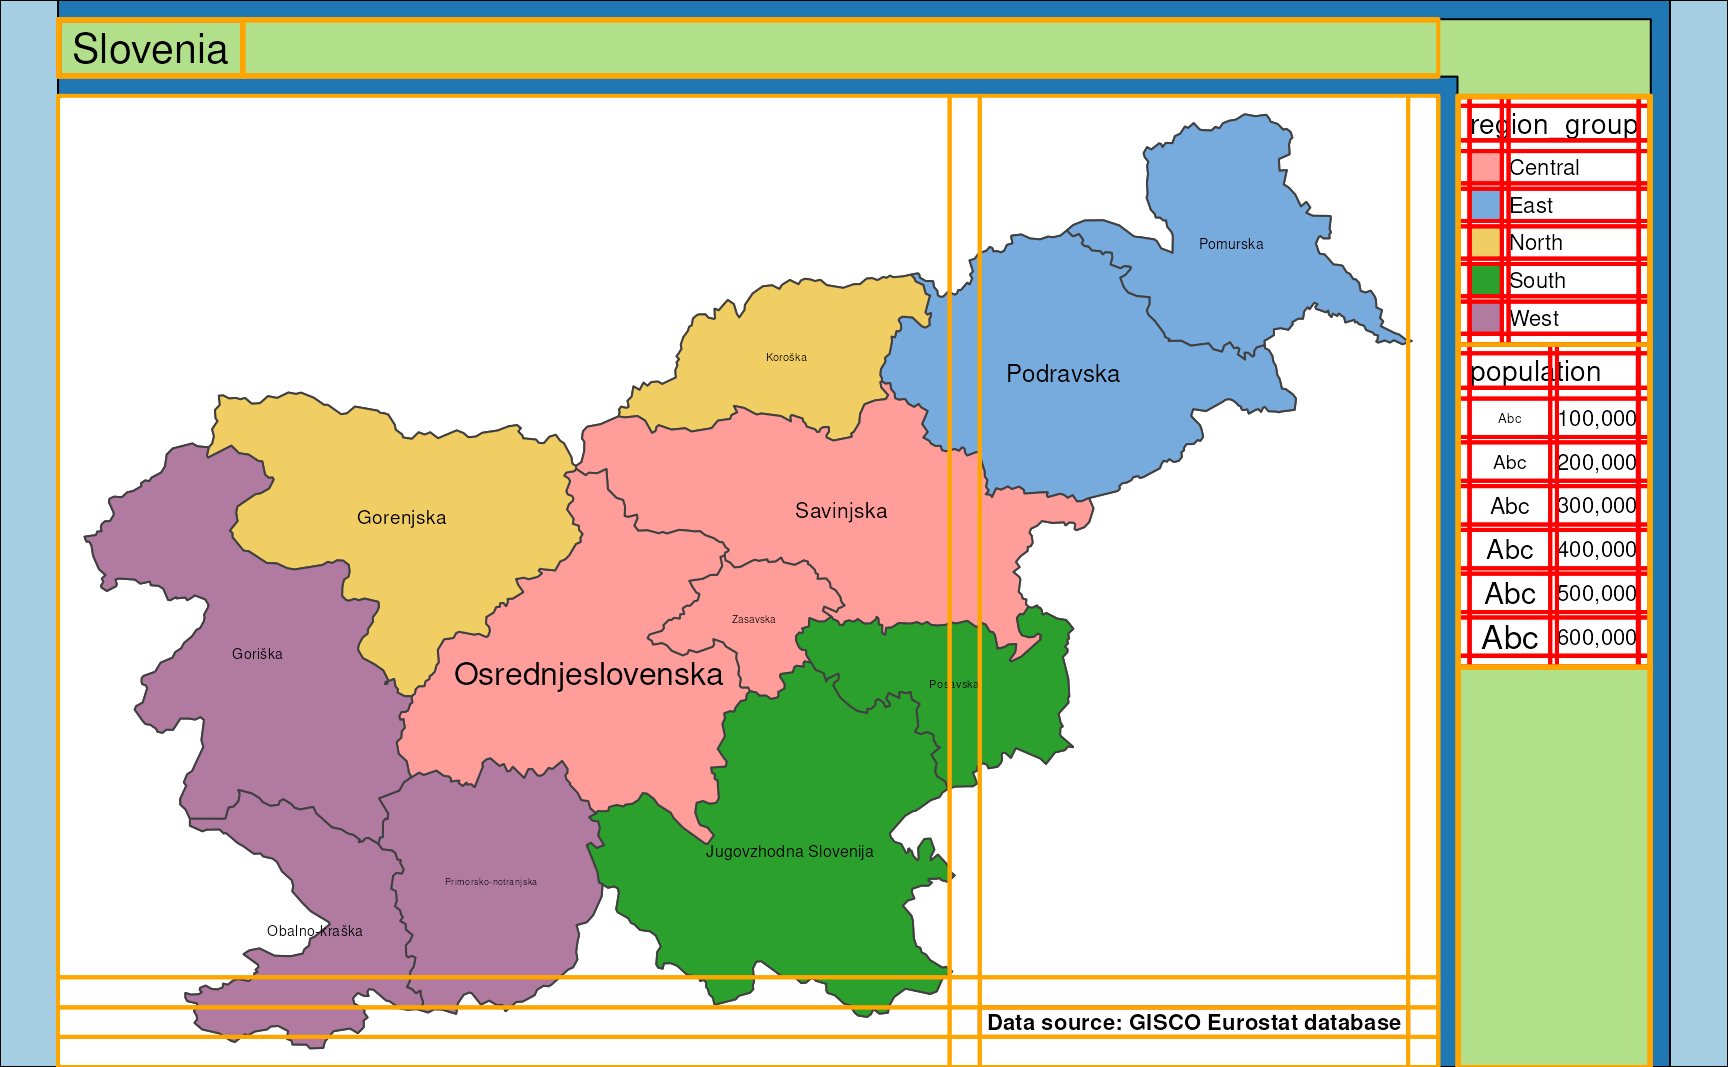 Slovenia
region_group
Central
East
North
South
West
population
Abc 100,000
Abc 200,000
Abc 300,000
Abc 400,000
Abc 500,000
Abc 600,000
Pomurska
Koroška
Podravska
Gorenjska
Savinjska
Zasavska
Goriška
Osrednjeslovenska
Posavska
Jugovzhodna Slovenija
Primorsko-notranjska
Obalno-kraška
Data source: GISCO Eurostat database